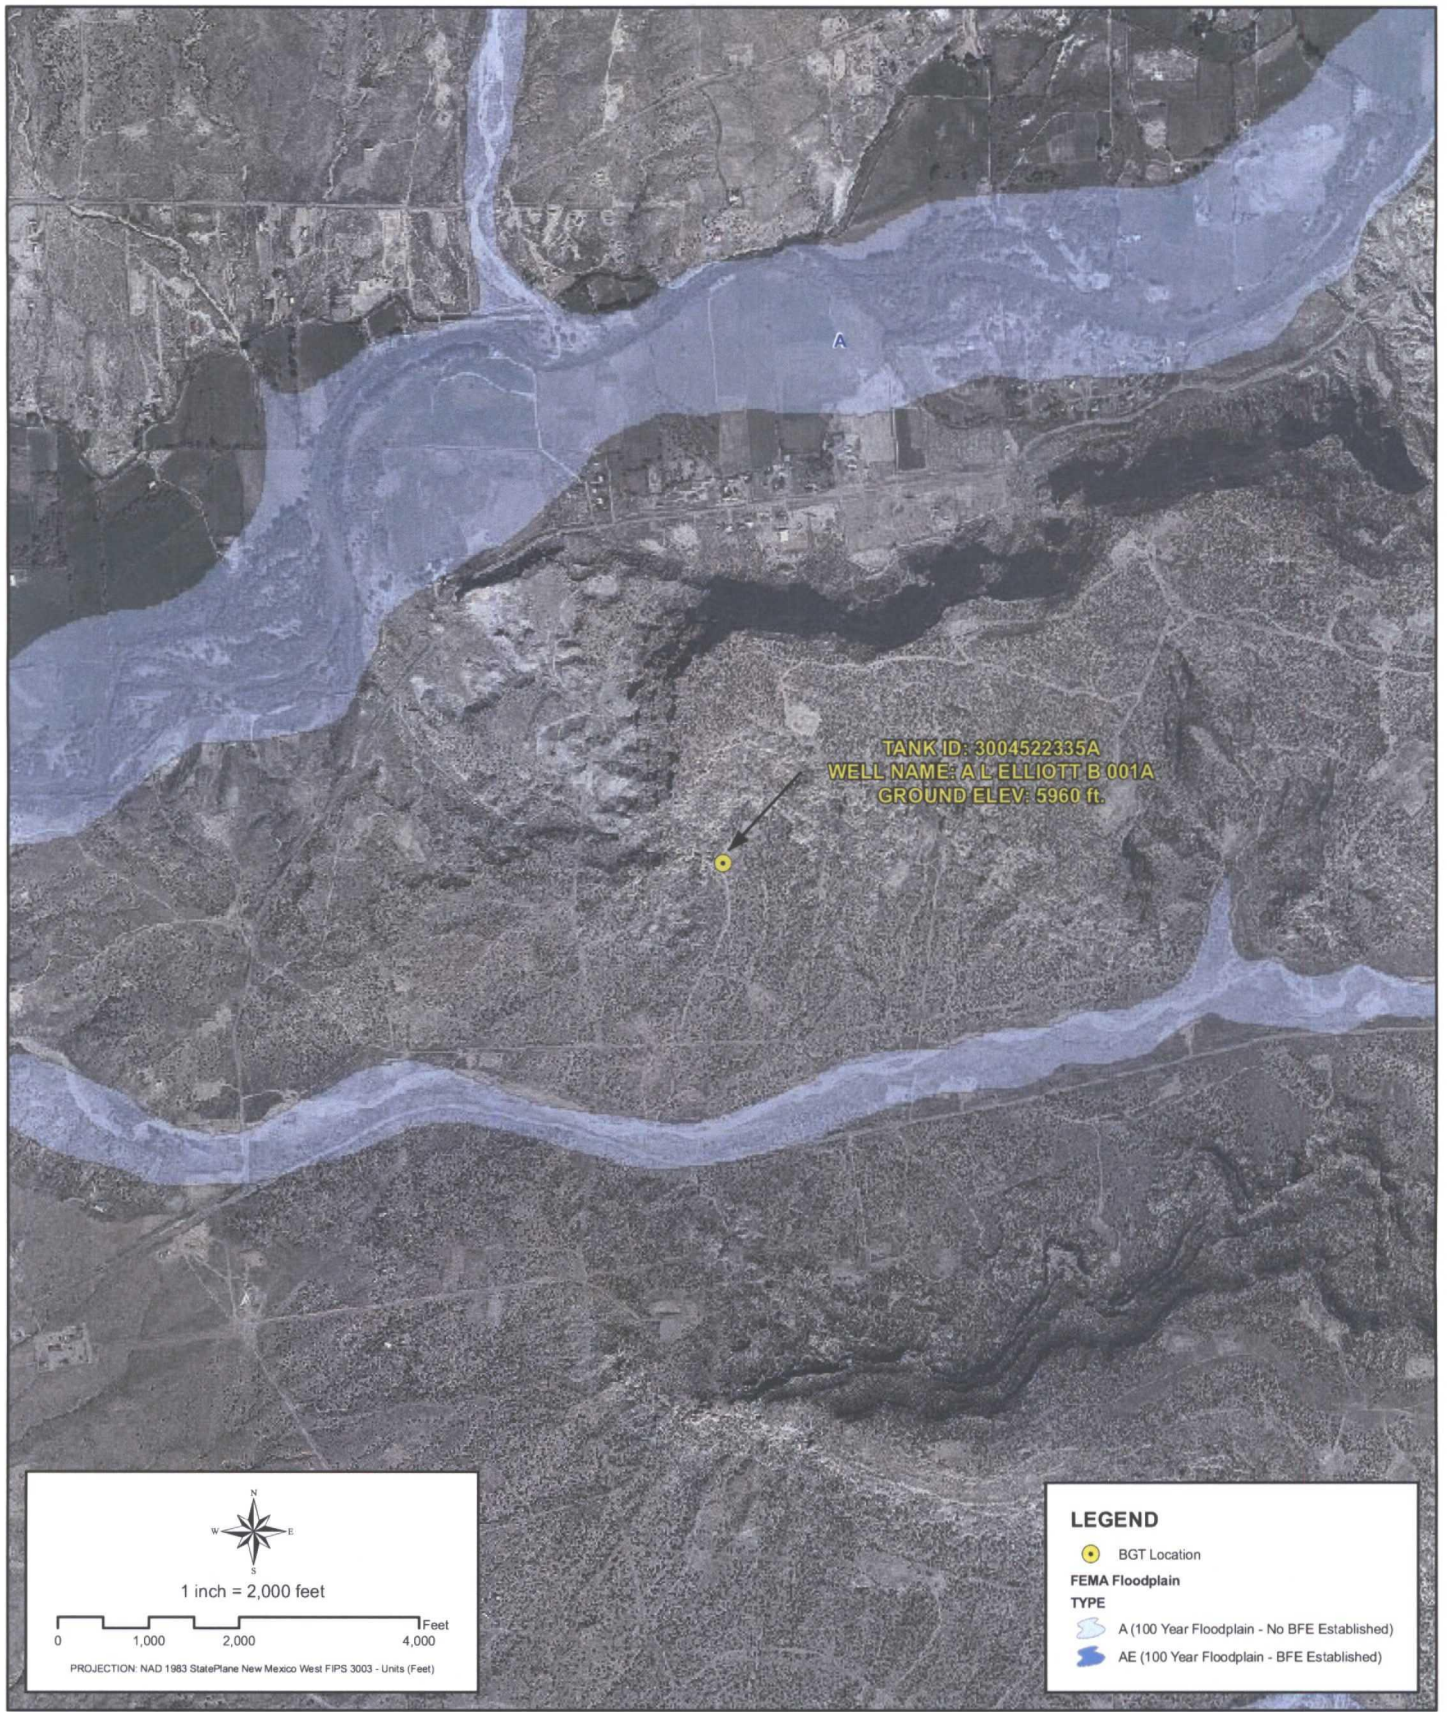 A
TANK ID: 3004522335A
WELL NAME: A L ELLIOTT B 001A
GROUND ELEV: 5960 ft.
A
N
W E
S
1 inch = 2,000 feet
Feet
0 1,000 2,000 4,000
PROJECTION: NAD 1983 StatePlane New Mexico West FIPS 3003 - Units (Feet)
LEGEND
BGT Location
FEMA Floodplain
TYPE
A (100 Year Floodplain - No BFE Established)
AE (100 Year Floodplain - BFE Established)